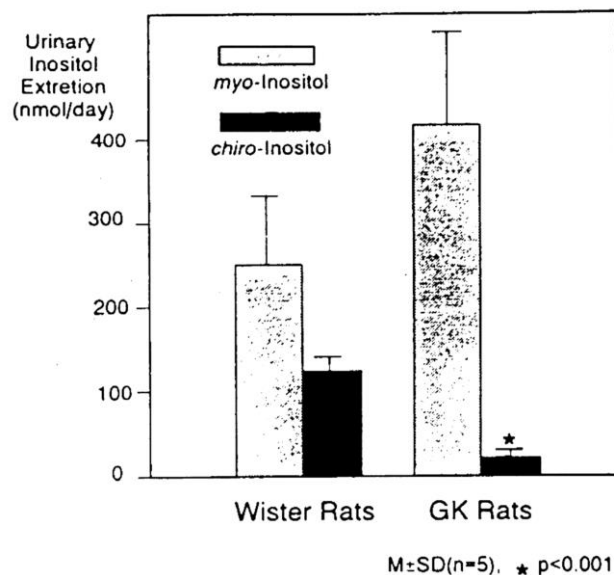 Urinary
Inositol
Extretion
(nmol/day)
myo-Inositol
chiro-Inositol
400
300
200
100
0
★
Wister Rats
GK Rats
M±SD(n=5), ★ p<0.001